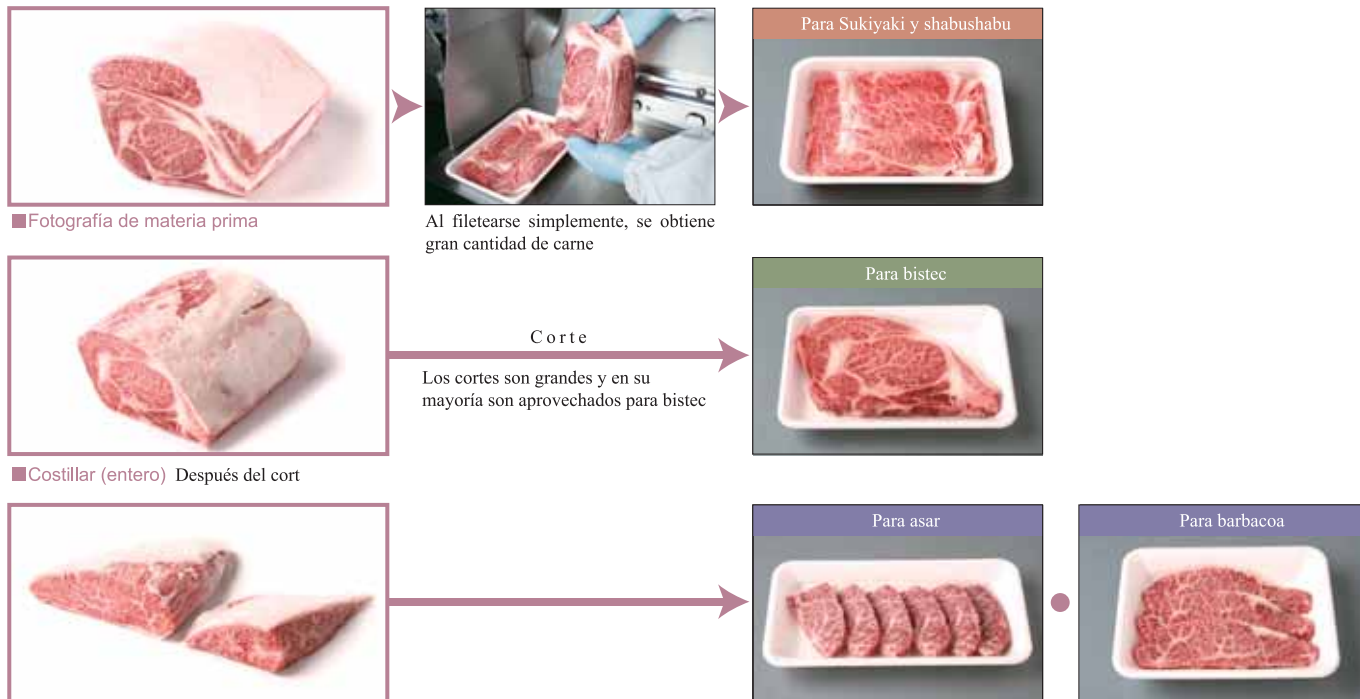 Para Sukiyaki y shabushabu
■Fotografía de materia prima
Al filetearse simplemente, se obtiene
gran cantidad de carne
Para bistec
Corte
Los cortes son grandes y en su
mayoría son aprovechados para bistec
■Costillar (entero) Después del cort
Para asar
Para barbacoa